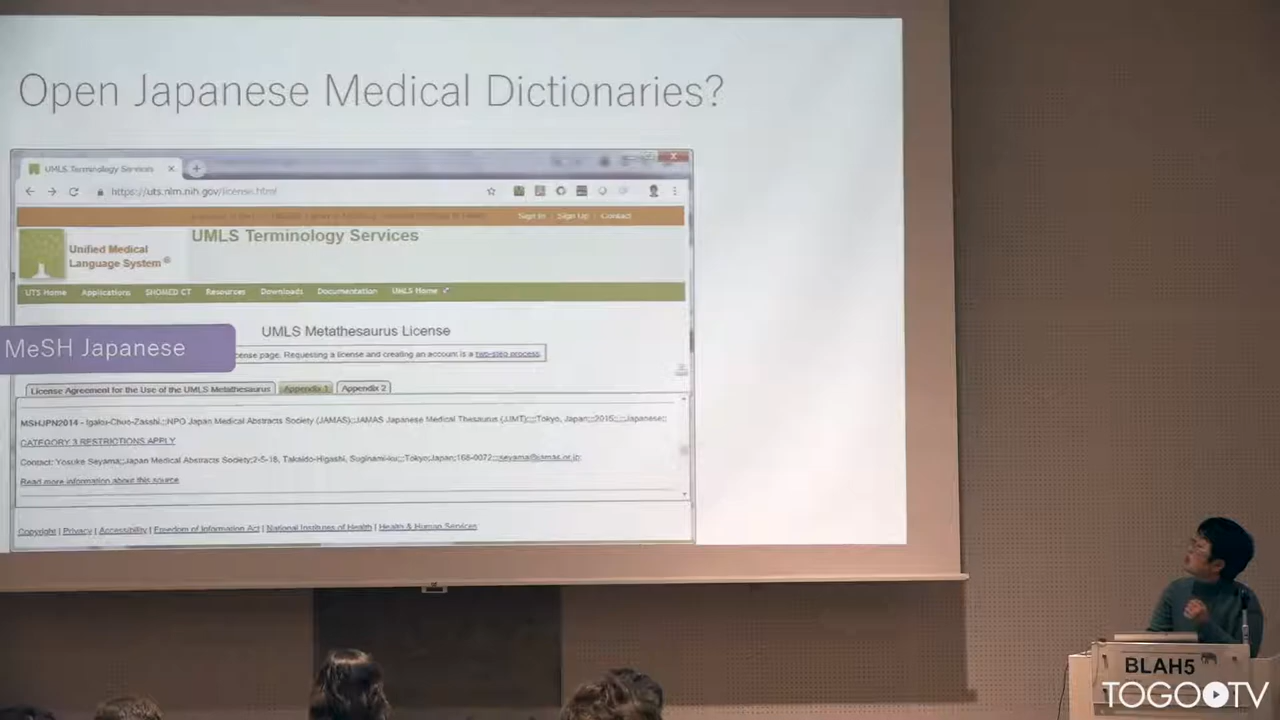 Open Japanese Medical Dictionaries?
UMLS Terminology Services
https://uts.nlm.nih.gov/license.html
Sign In | Sign Up | Contact
Unified Medical
Language System®
UMLS Terminology Services
UTS Home Applications SNOMED CT Resources Downloads Documentation UMLS Home
UMLS Metathesaurus License
MeSH Japanese
cense page. Requesting a license and creating an account is a two-step process.
License Agreement for the Use of the UMLS Metathesaurus Appendix 1 Appendix 2
MSHJPN2014 - Igaku-Chuo-Zasshi,;;NPO Japan Medical Abstracts Society (JAMAS);;JAMAS Japanese Medical Thesaurus (JJMT);;;;Tokyo, Japan;;;2015;;;;Japanese;;
CATEGORY 3 RESTRICTIONS APPLY
Contact: Yosuke Seyama;;Japan Medical Abstracts Society;2-5-18, Takaido-Higashi, Suginami-ku;;;Tokyo;Japan;168-0072;;;seyama@jamas.or.jp;
Read more information about this source
Copyright | Privacy | Accessibility | Freedom of Information Act | National Institutes of Health | Health & Human Services
BLAH5
TOGO TV